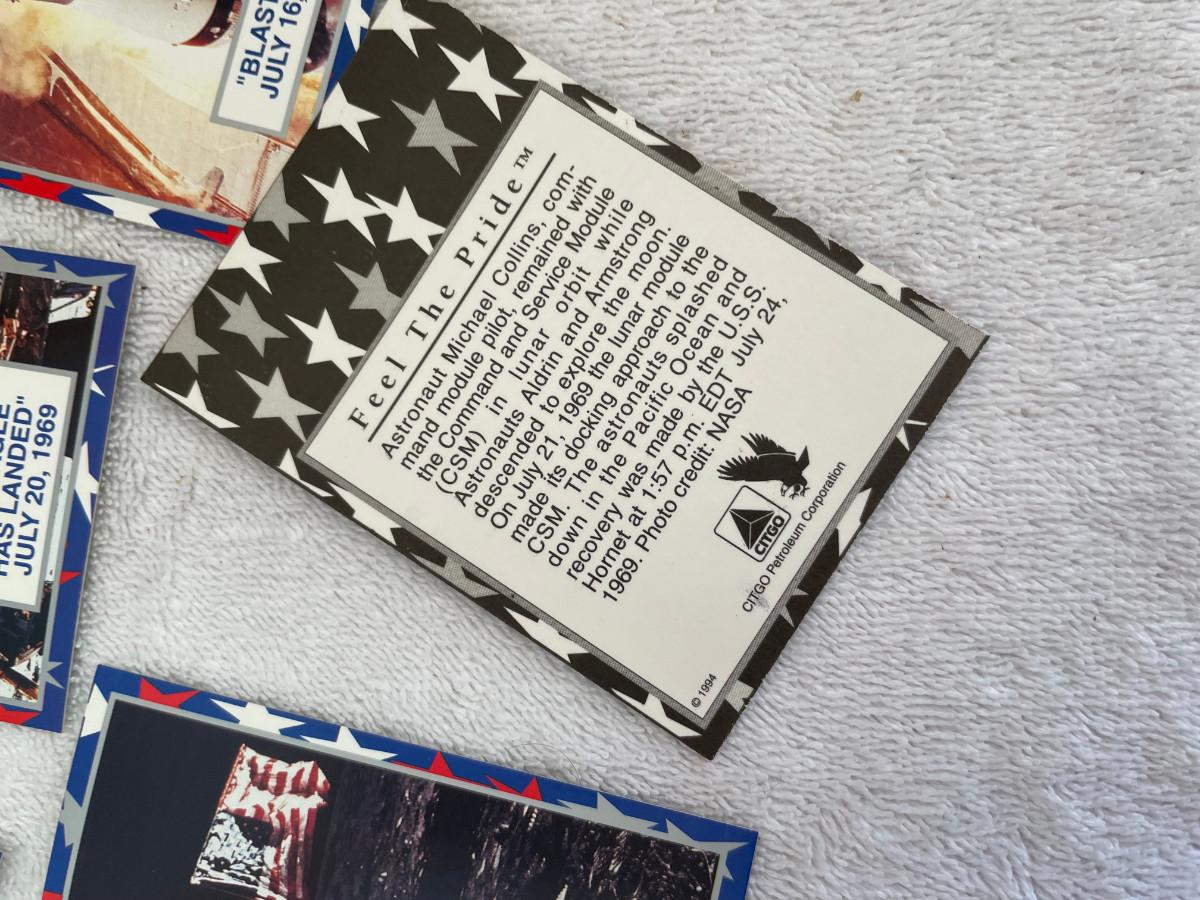 "BLAST
JULY 16,
HAS LANDED"
JULY 20, 1969
Feel The Pride™
Astronaut Michael Collins, com-
mand module pilot, remained with
the Command and Service Module
(CSM) in lunar orbit while
Astronauts Aldrin and Armstrong
descended to explore the moon.
On July 21, 1969 the lunar module
made its docking approach to the
CSM. The astronauts splashed
down in the Pacific Ocean and
recovery was made by the U.S.S.
Hornet at 1:57 p.m. EDT July 24,
1969. Photo credit: NASA
CITGO
CITGO Petroleum Corporation
© 1994